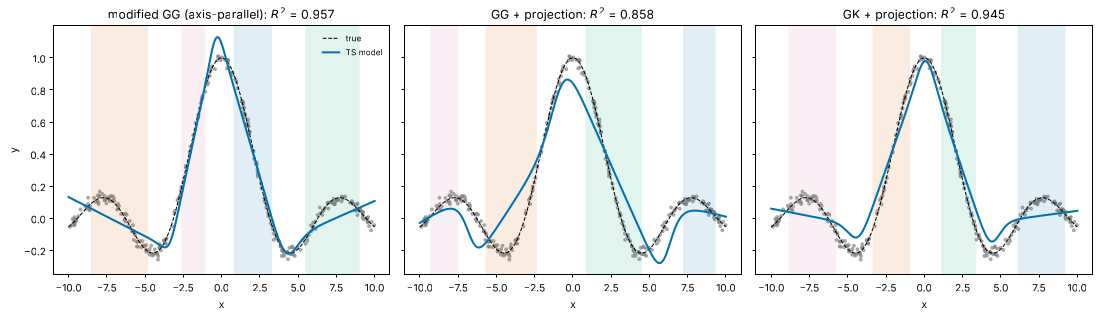 modified GG (axis-parallel): R² = 0.957
GG + projection: R² = 0.858
GK + projection: R² = 0.945
true
TS model
1.0
0.8
0.6
0.4
0.2
0.0
−0.2
y
−10.0 −7.5 −5.0 −2.5 0.0 2.5 5.0 7.5 10.0
−10.0 −7.5 −5.0 −2.5 0.0 2.5 5.0 7.5 10.0
−10.0 −7.5 −5.0 −2.5 0.0 2.5 5.0 7.5 10.0
x
x
x